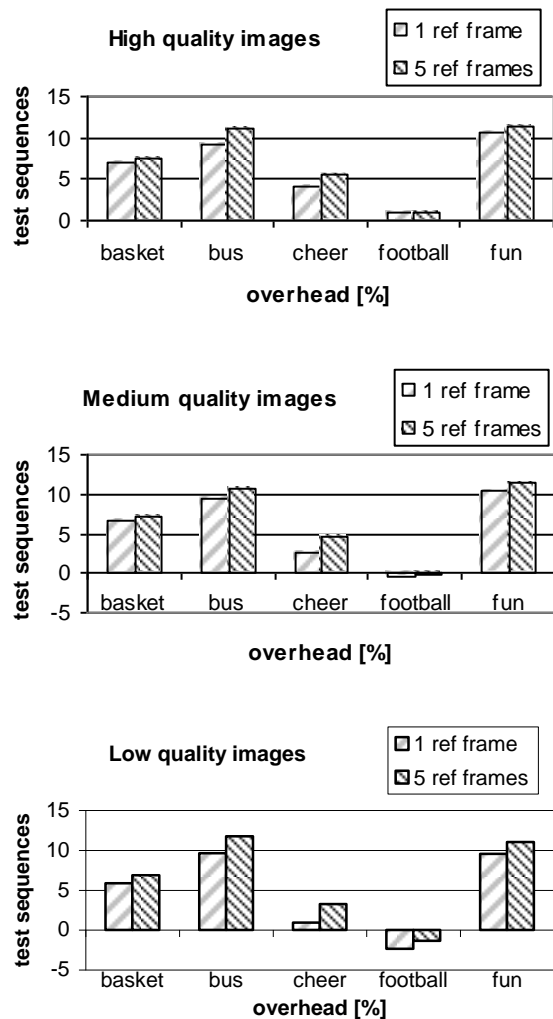 High quality images
1 ref frame
5 ref frames
test sequences
15
10
5
0
basket bus cheer football fun
overhead [%]
Medium quality images
1 ref frame
5 ref frames
test sequences
15
10
5
0
-5
basket bus cheer football fun
overhead [%]
Low quality images
1 ref frame
5 ref frames
test sequences
15
10
5
0
-5
basket bus cheer football fun
overhead [%]